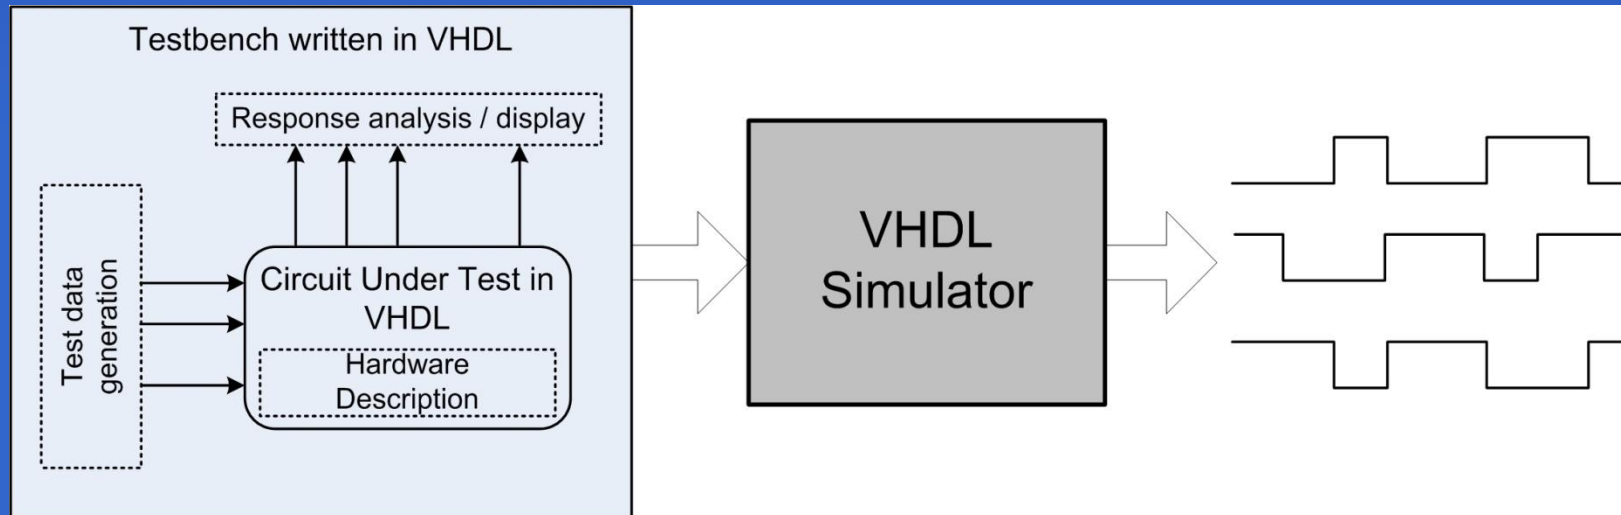 Testbench written in VHDL
Response analysis / display
Test data
generation
Circuit Under Test in
VHDL
Hardware
Description
VHDL
Simulator